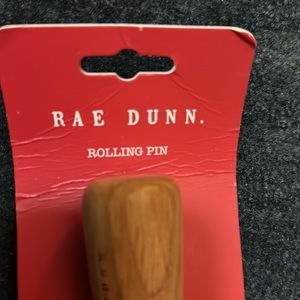 RAE DUNN.
ROLLING PIN